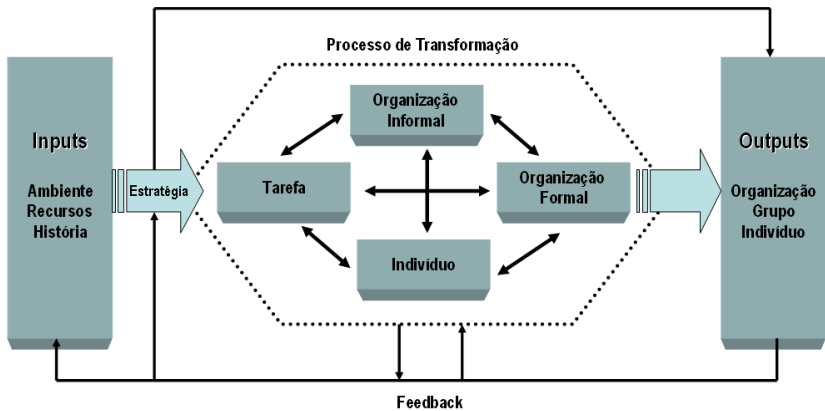 Processo de Transformação
Inputs
Ambiente
Recursos
História
Estratégia
Organização
Informal
Tarefa
Organização
Formal
Indivíduo
Outputs
Organização
Grupo
Indivíduo
Feedback